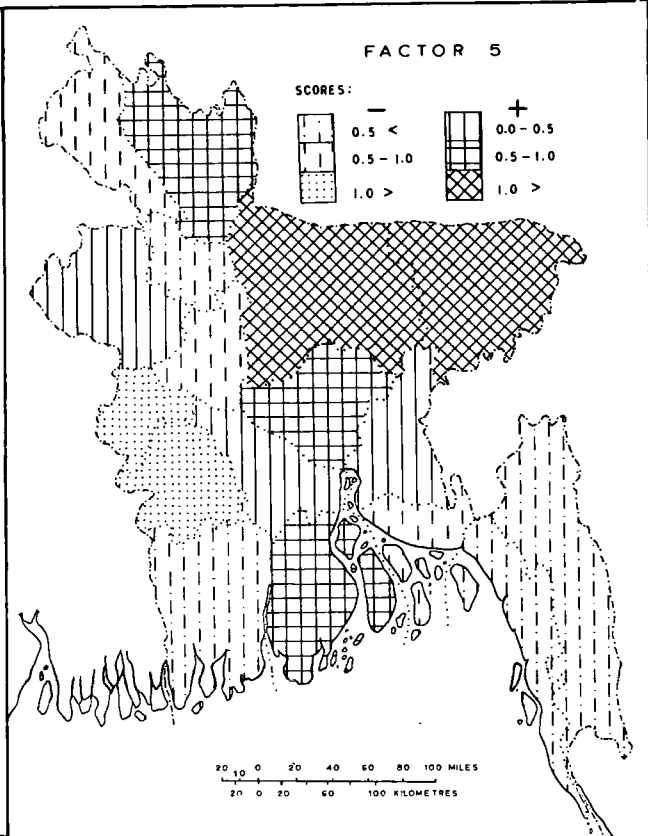 FACTOR 5
SCORES:
− +
0.5 < 0.0 - 0.5
0.5 - 1.0 0.5 - 1.0
1.0 > 1.0 >
20 10 0 20 40 60 80 100 MILES
20 0 20 60 100 KILOMETRES